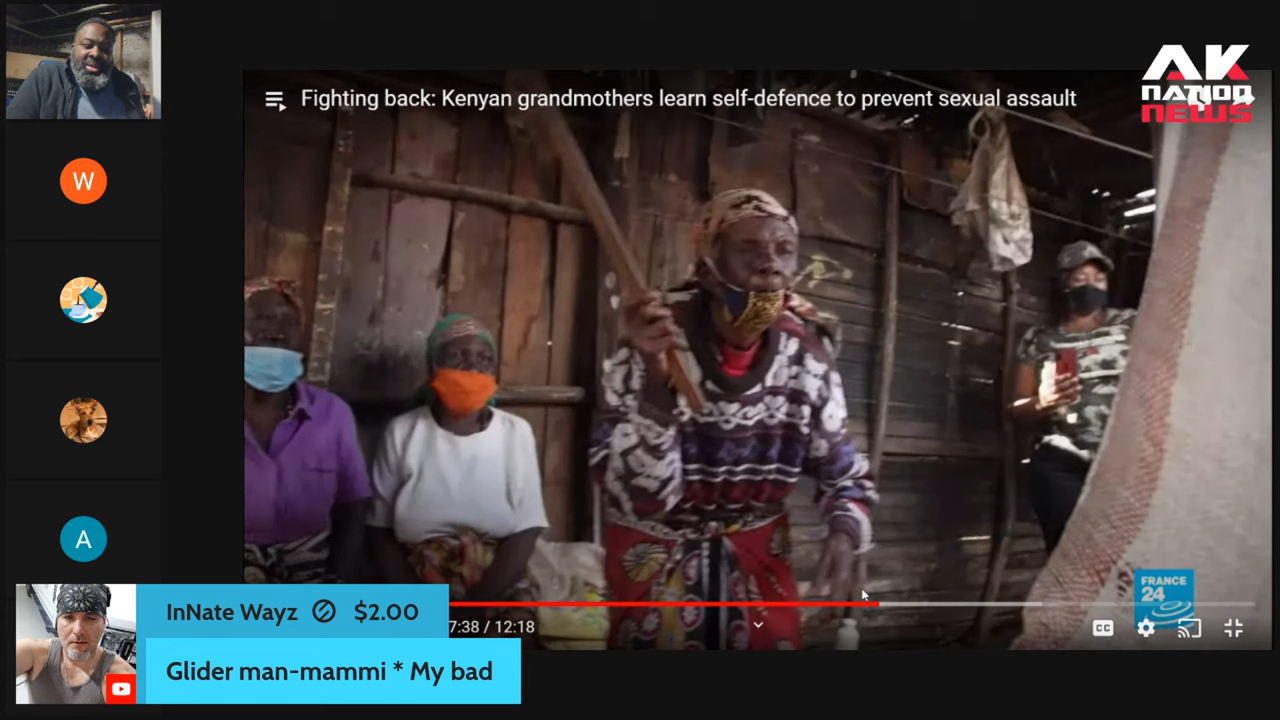 Fighting back: Kenyan grandmothers learn self-defence to prevent sexual assault
AK
NATION
NEWS
W
A
FRANCE
24
InNate Wayz $2.00
7:38 / 12:18
CC
Glider man-mammi * My bad